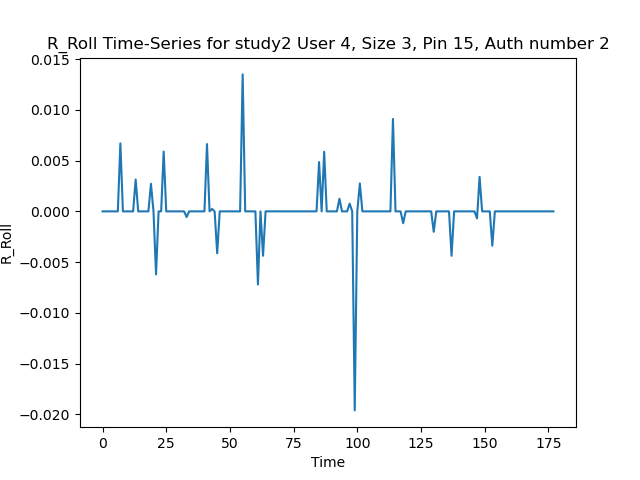 R_Roll Time-Series for study2 User 4, Size 3, Pin 15, Auth number 2
0.015
0.010
0.005
0.000
−0.005
−0.010
−0.015
−0.020
R_Roll
0 25 50 75 100 125 150 175
Time